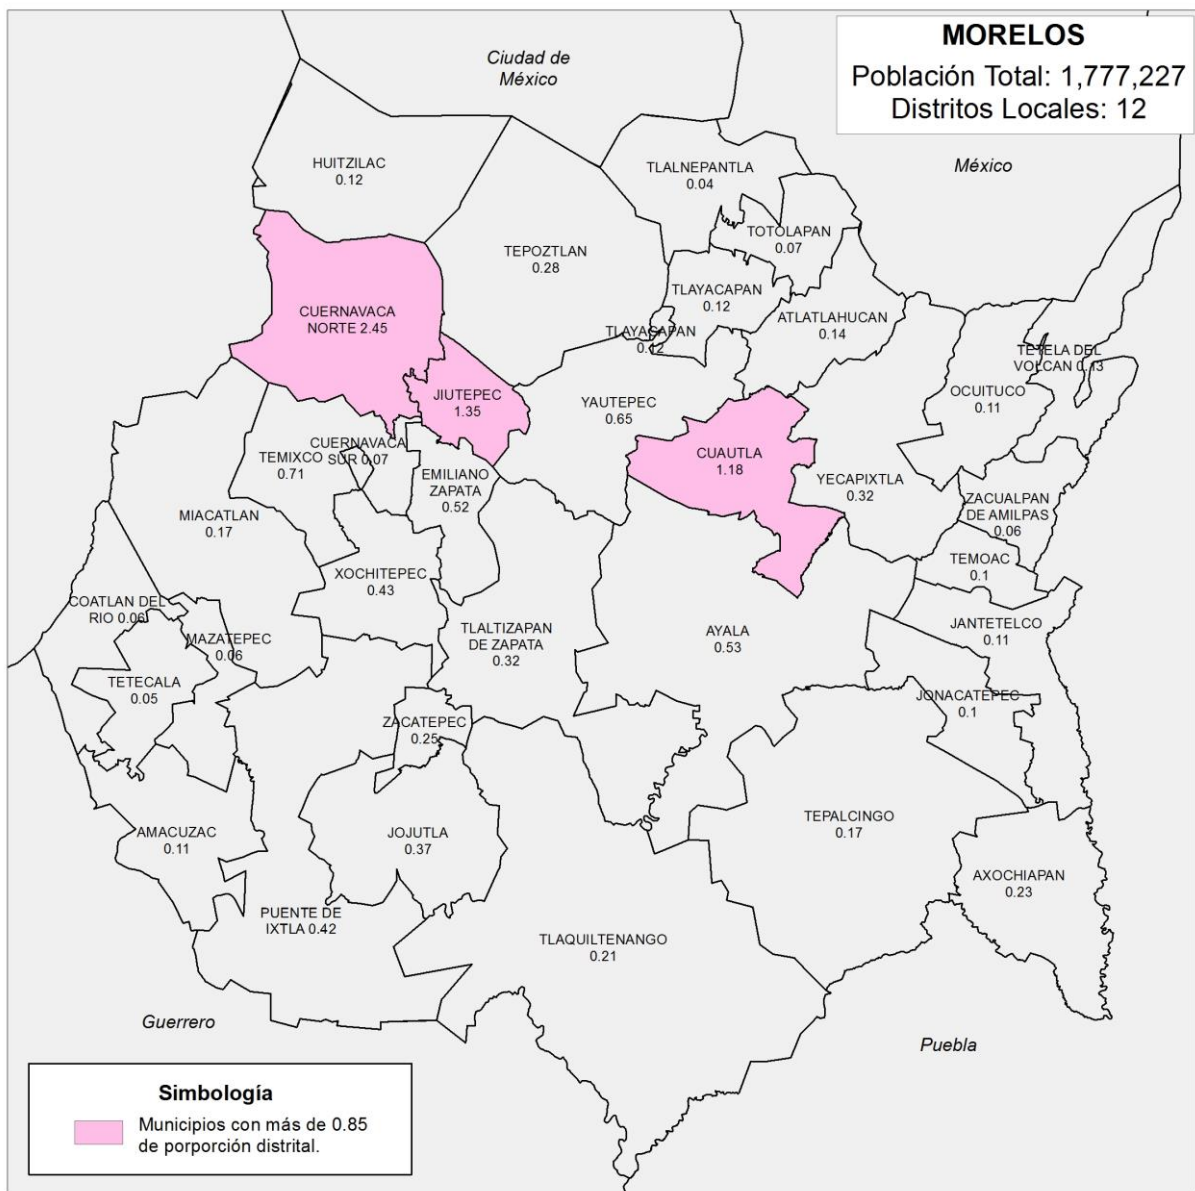 MORELOS
Población Total: 1,777,227
Distritos Locales: 12
Ciudad de
México
México
HUITZILAC
0.12
TLALNEPANTLA
0.04
TOTOLAPAN
0.07
TEPOZTLAN
0.28
TLAYACAPAN
0.12
CUERNAVACA
NORTE 2.45
ATLATLAHUCAN
0.14
TLAYACAPAN
0.12
TETELA DEL
VOLCAN 0.13
OCUITUCO
0.11
JIUTEPEC
1.35
YAUTEPEC
0.65
CUERNAVACA
SUR 0.07
TEMIXCO
0.71
CUAUTLA
1.18
EMILIANO
ZAPATA
0.52
YECAPIXTLA
0.32
ZACUALPAN
DE AMILPAS
0.06
MIACATLAN
0.17
TEMOAC
0.1
XOCHITEPEC
0.43
COATLAN DEL
RIO 0.06
MAZATEPEC
0.06
TLALTIZAPAN
DE ZAPATA
0.32
AYALA
0.53
JANTETELCO
0.11
TETECALA
0.05
JONACATEPEC
0.1
ZACATEPEC
0.25
AMACUZAC
0.11
JOJUTLA
0.37
TEPALCINGO
0.17
AXOCHIAPAN
0.23
PUENTE DE
IXTLA 0.42
TLAQUILTENANGO
0.21
Guerrero
Puebla
Simbología
Municipios con más de 0.85
de porporción distrital.